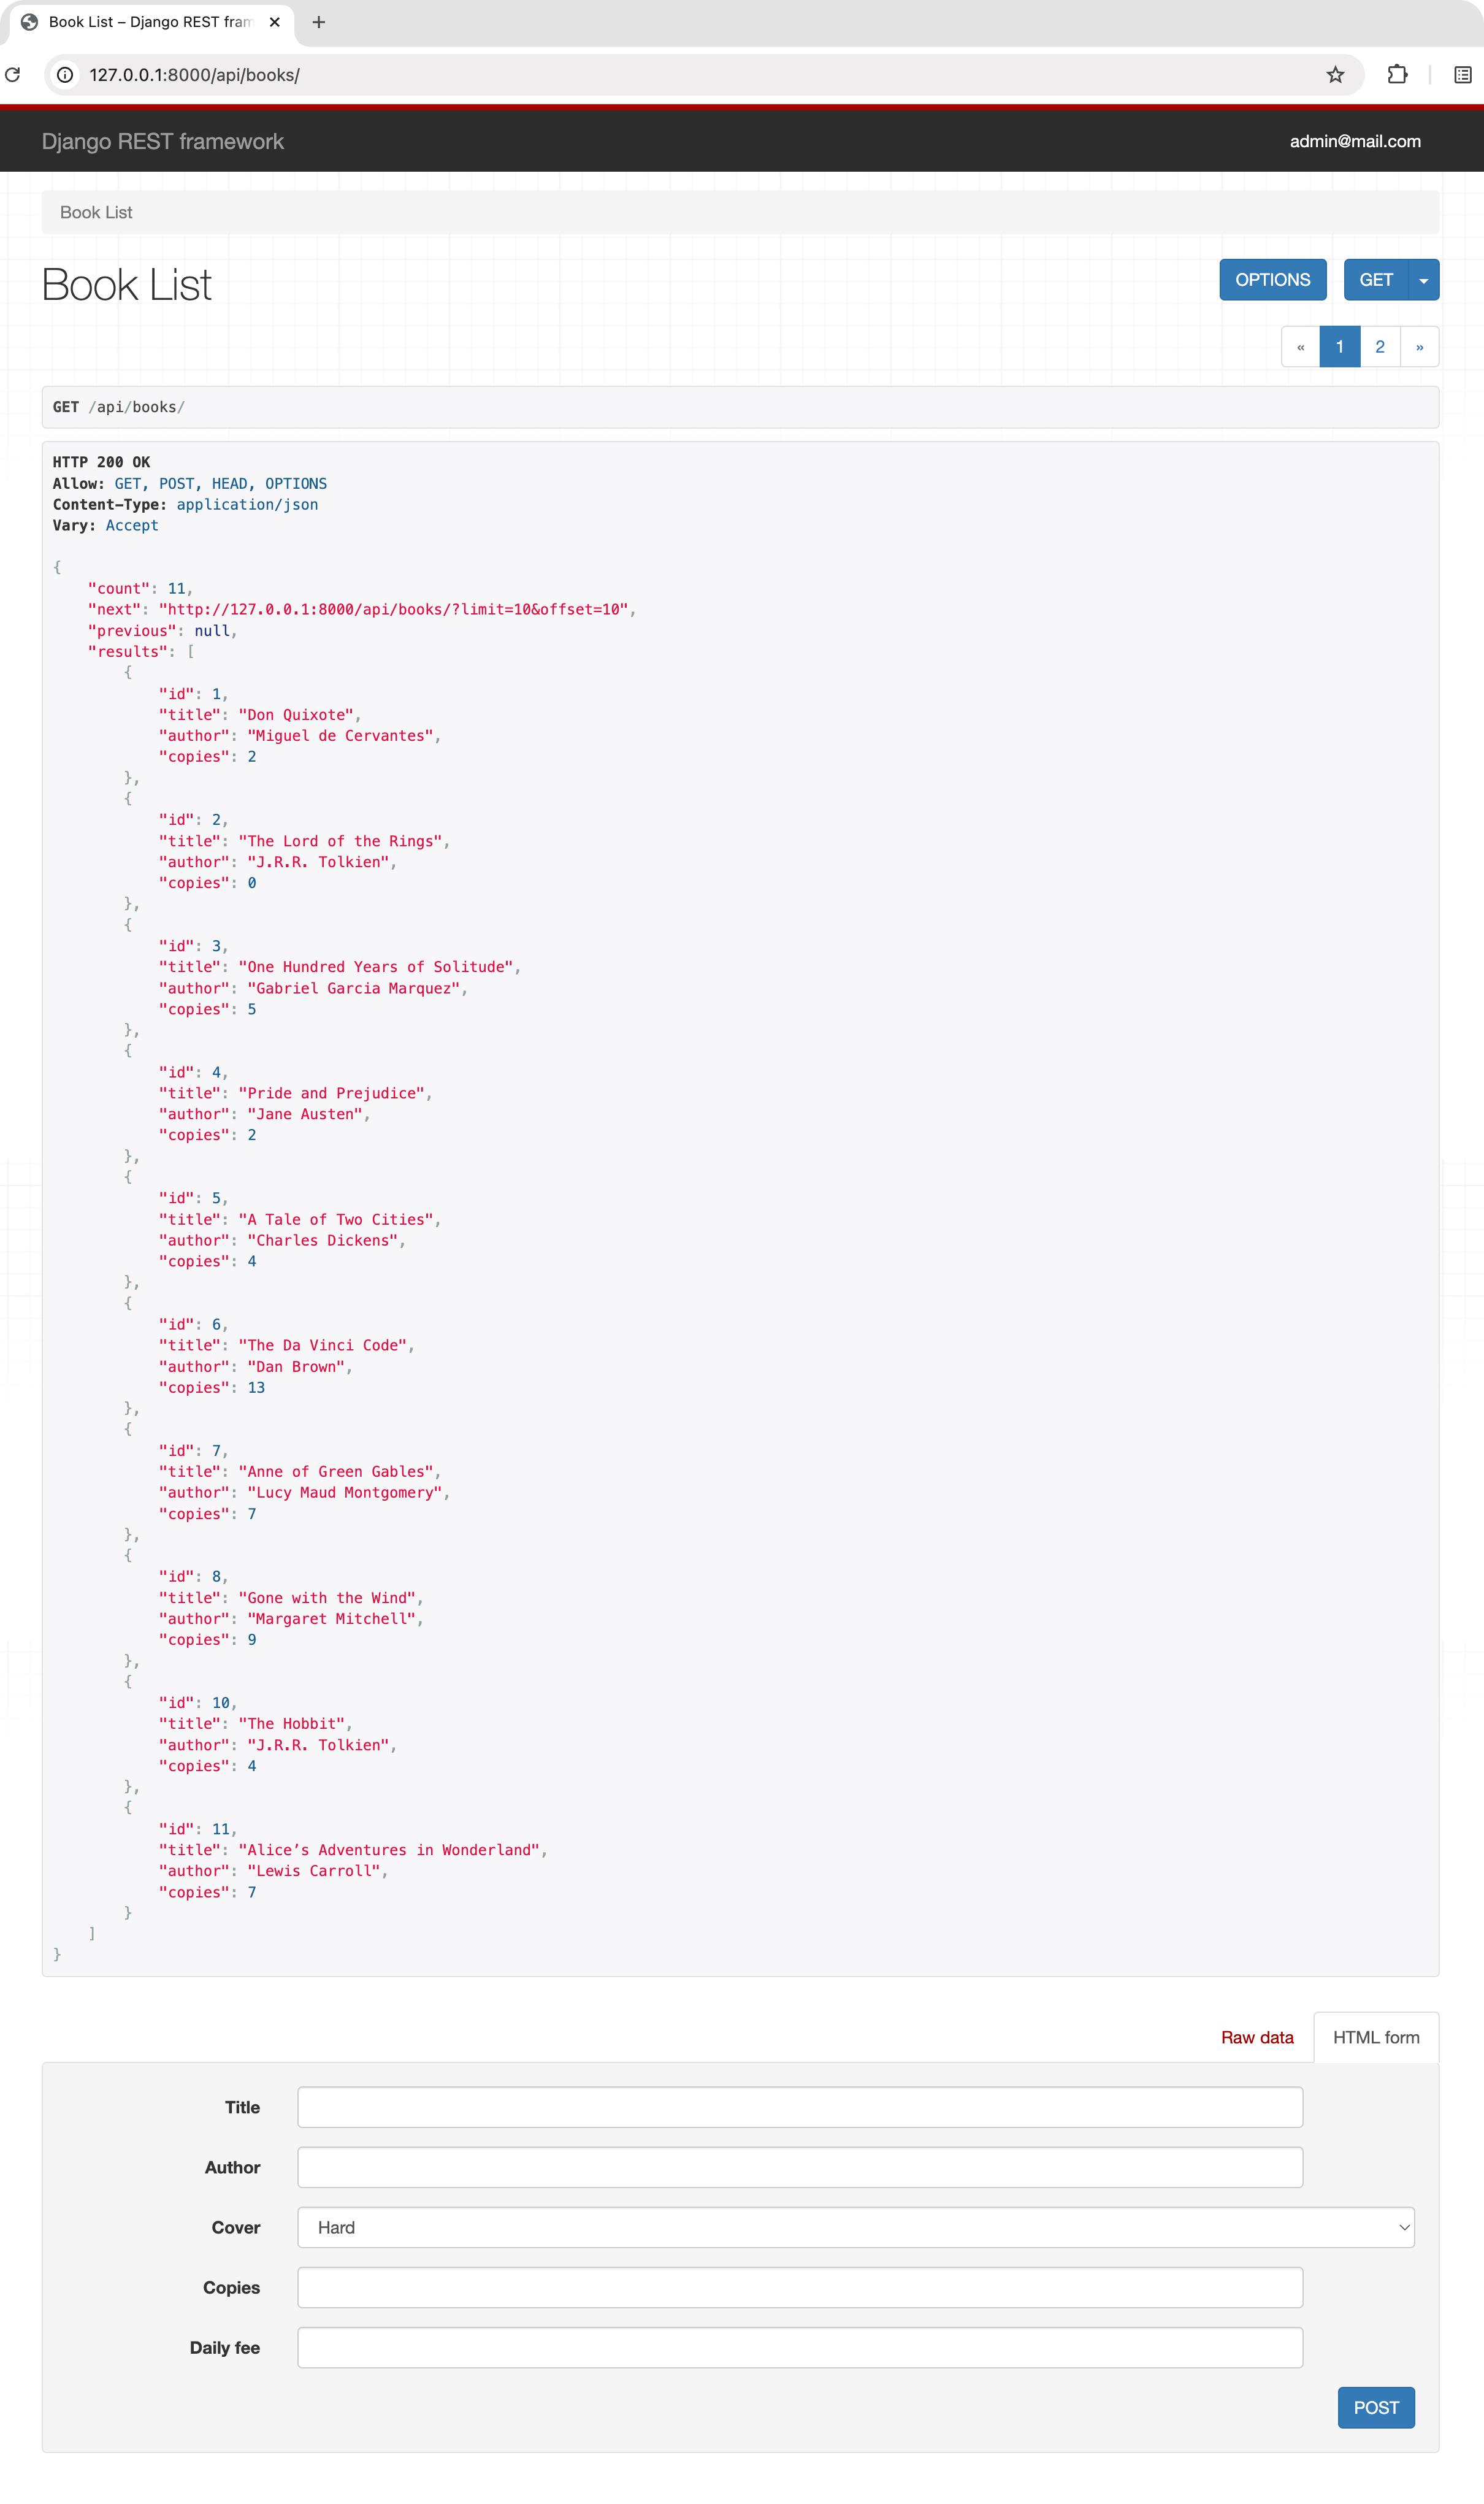 Book List – Django REST fram
127.0.0.1:8000/api/books/
Django REST framework
admin@mail.com
Book List
Book List
OPTIONS
GET
«
1
2
»
GET /api/books/
HTTP 200 OK
Allow: GET, POST, HEAD, OPTIONS
Content-Type: application/json
Vary: Accept
{
"count": 11,
"next": "http://127.0.0.1:8000/api/books/?limit=10&offset=10",
"previous": null,
"results": [
{
"id": 1,
"title": "Don Quixote",
"author": "Miguel de Cervantes",
"copies": 2
},
{
"id": 2,
"title": "The Lord of the Rings",
"author": "J.R.R. Tolkien",
"copies": 0
},
{
"id": 3,
"title": "One Hundred Years of Solitude",
"author": "Gabriel Garcia Marquez",
"copies": 5
},
{
"id": 4,
"title": "Pride and Prejudice",
"author": "Jane Austen",
"copies": 2
},
{
"id": 5,
"title": "A Tale of Two Cities",
"author": "Charles Dickens",
"copies": 4
},
{
"id": 6,
"title": "The Da Vinci Code",
"author": "Dan Brown",
"copies": 13
},
{
"id": 7,
"title": "Anne of Green Gables",
"author": "Lucy Maud Montgomery",
"copies": 7
},
{
"id": 8,
"title": "Gone with the Wind",
"author": "Margaret Mitchell",
"copies": 9
},
{
"id": 10,
"title": "The Hobbit",
"author": "J.R.R. Tolkien",
"copies": 4
},
{
"id": 11,
"title": "Alice’s Adventures in Wonderland",
"author": "Lewis Carroll",
"copies": 7
}
]
}
Raw data
HTML form
Title
Author
Cover
Hard
Copies
Daily fee
POST